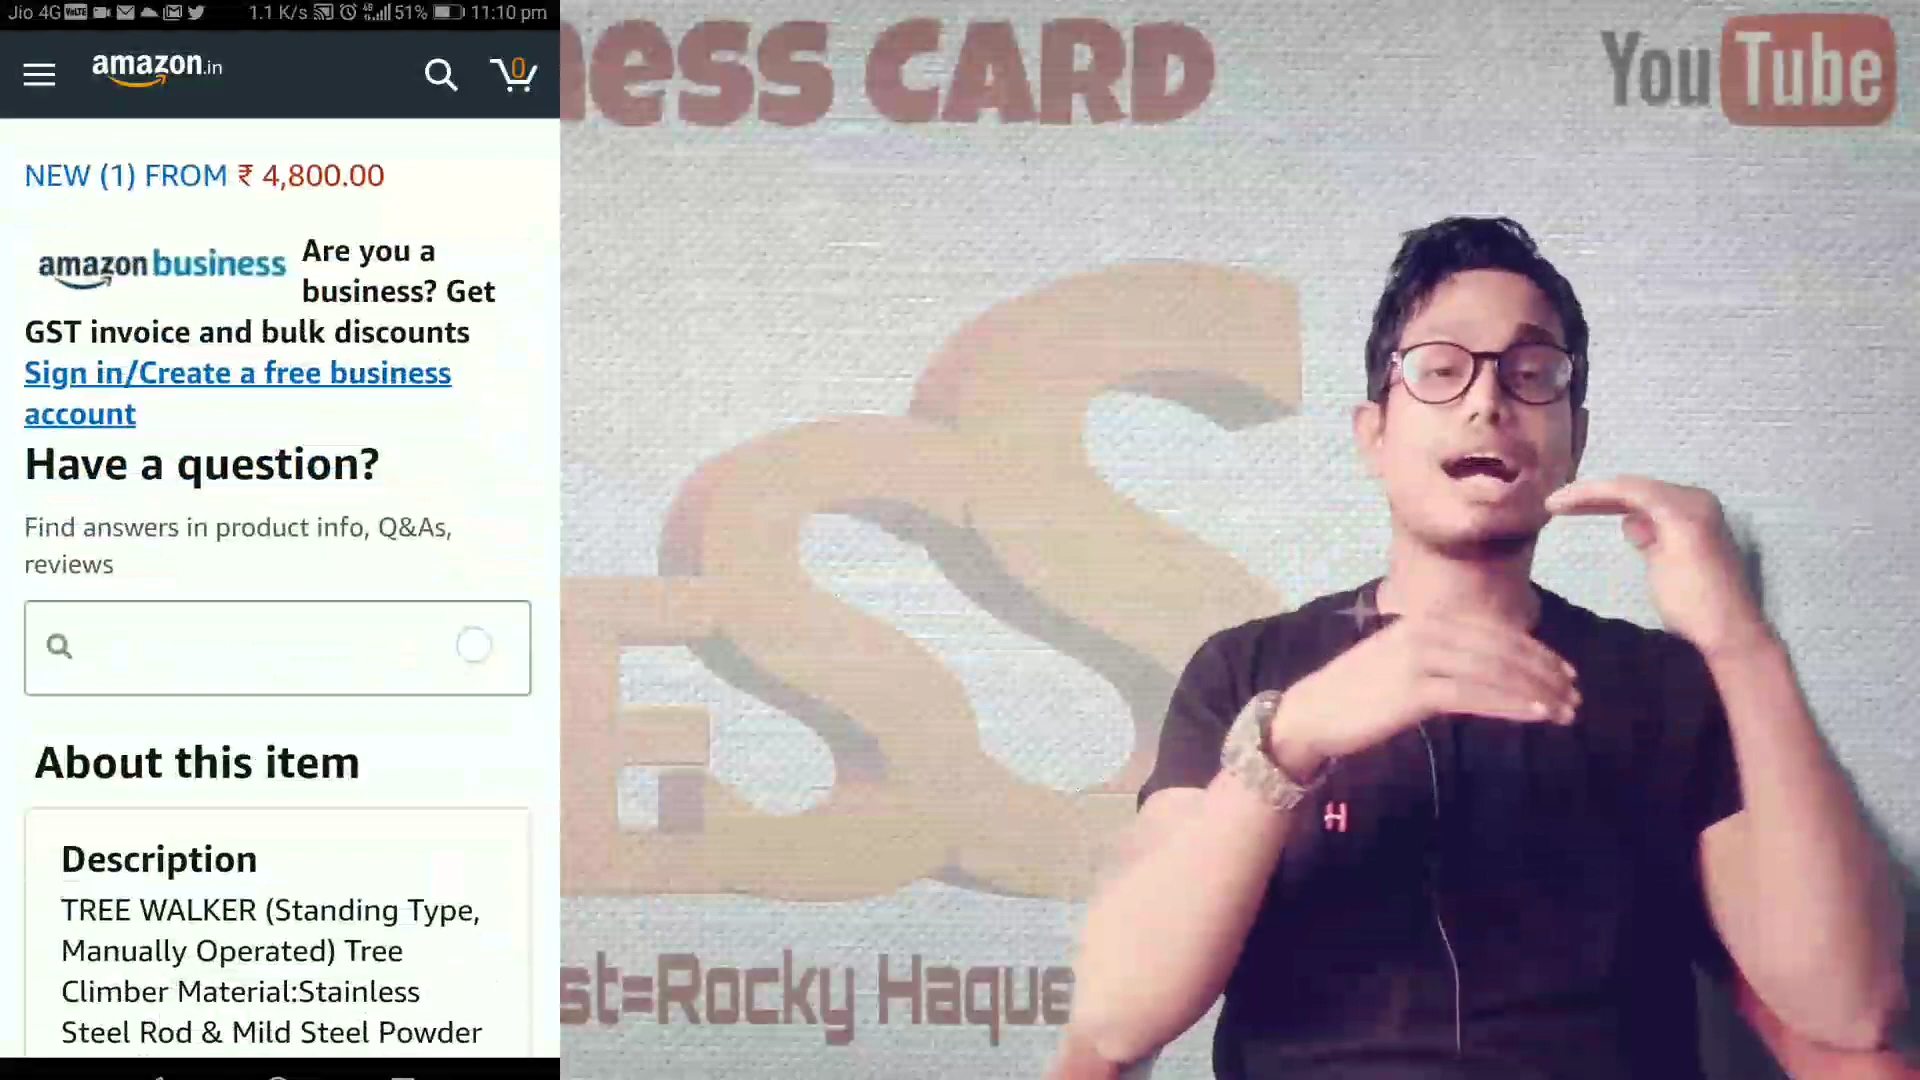 Jio 4G VoLTE 1.1 K/s 4G 51% 11:10 pm
amazon.in
0
NEW (1) FROM ₹ 4,800.00
amazon business Are you a
business? Get
GST invoice and bulk discounts
Sign in/Create a free business
account
Have a question?
Find answers in product info, Q&As,
reviews
About this item
Description
TREE WALKER (Standing Type,
Manually Operated) Tree
Climber Material:Stainless
Steel Rod & Mild Steel Powder
ness CARD
YouTube
ESS
st=Rocky Haque
H